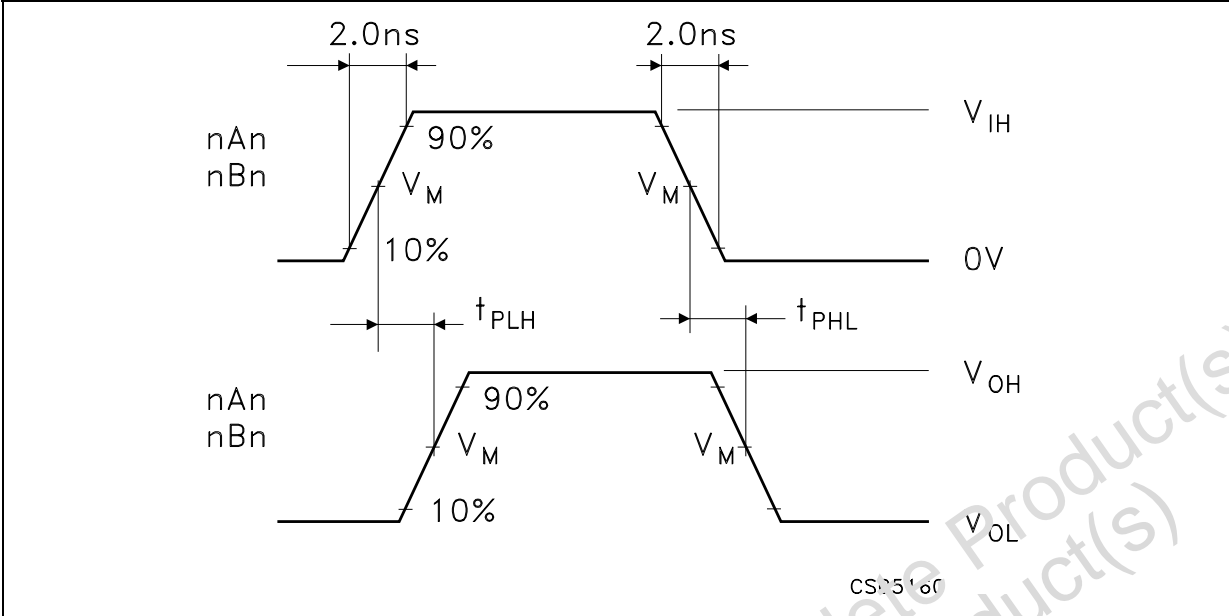 2.0ns 2.0ns
nAn
nBn
90%
V_M
V_M
10%
V_IH
0V
t_PLH
t_PHL
nAn
nBn
90%
V_M
V_M
10%
V_OH
V_OL
Product(s)